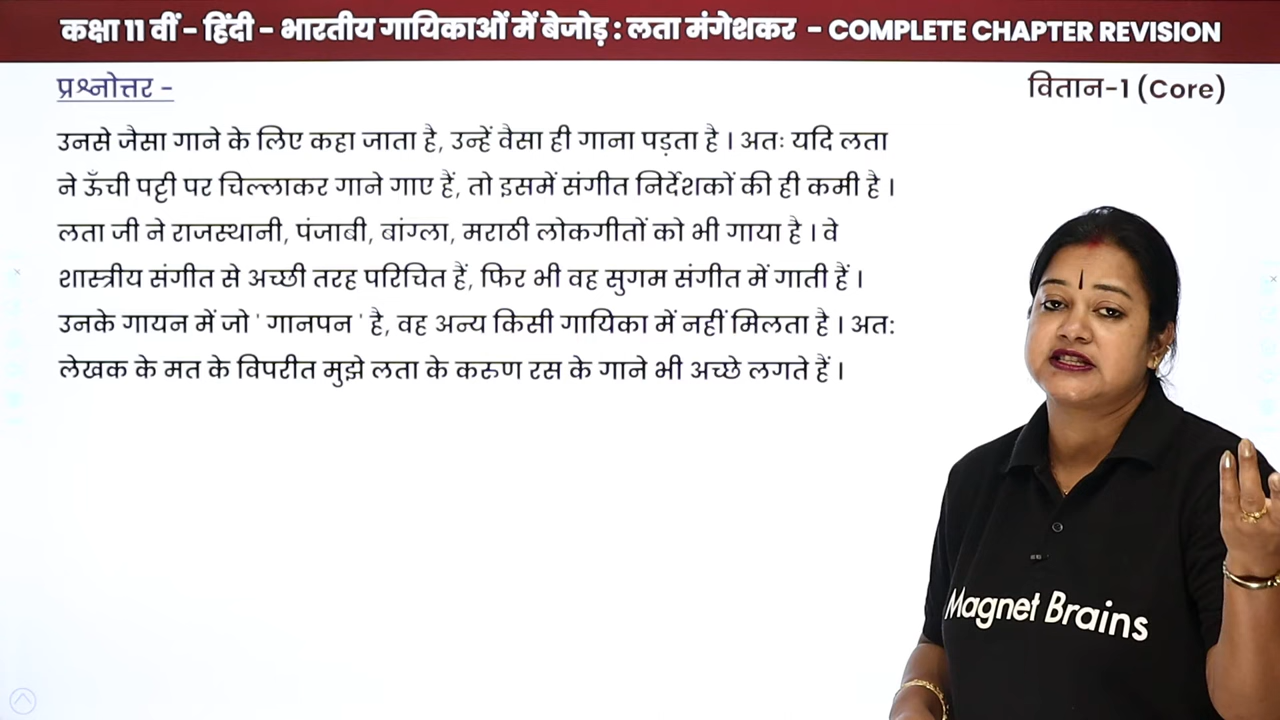 कक्षा 11 वीं - हिंदी - भारतीय गायिकाओं में बेजोड़ : लता मंगेशकर - COMPLETE CHAPTER REVISION
प्रश्नोत्तर -
वितान-1 (Core)
उनसे जैसा गाने के लिए कहा जाता है, उन्हें वैसा ही गाना पड़ता है । अतः यदि लता
ने ऊँची पट्टी पर चिल्लाकर गाने गाए हैं, तो इसमें संगीत निर्देशकों की ही कमी है ।
लता जी ने राजस्थानी, पंजाबी, बांग्ला, मराठी लोकगीतों को भी गाया है । वे
शास्त्रीय संगीत से अच्छी तरह परिचित हैं, फिर भी वह सुगम संगीत में गाती हैं ।
उनके गायन में जो ' गानपन ' है, वह अन्य किसी गायिका में नहीं मिलता है । अत:
लेखक के मत के विपरीत मुझे लता के करुण रस के गाने भी अच्छे लगते हैं ।
Magnet Brains